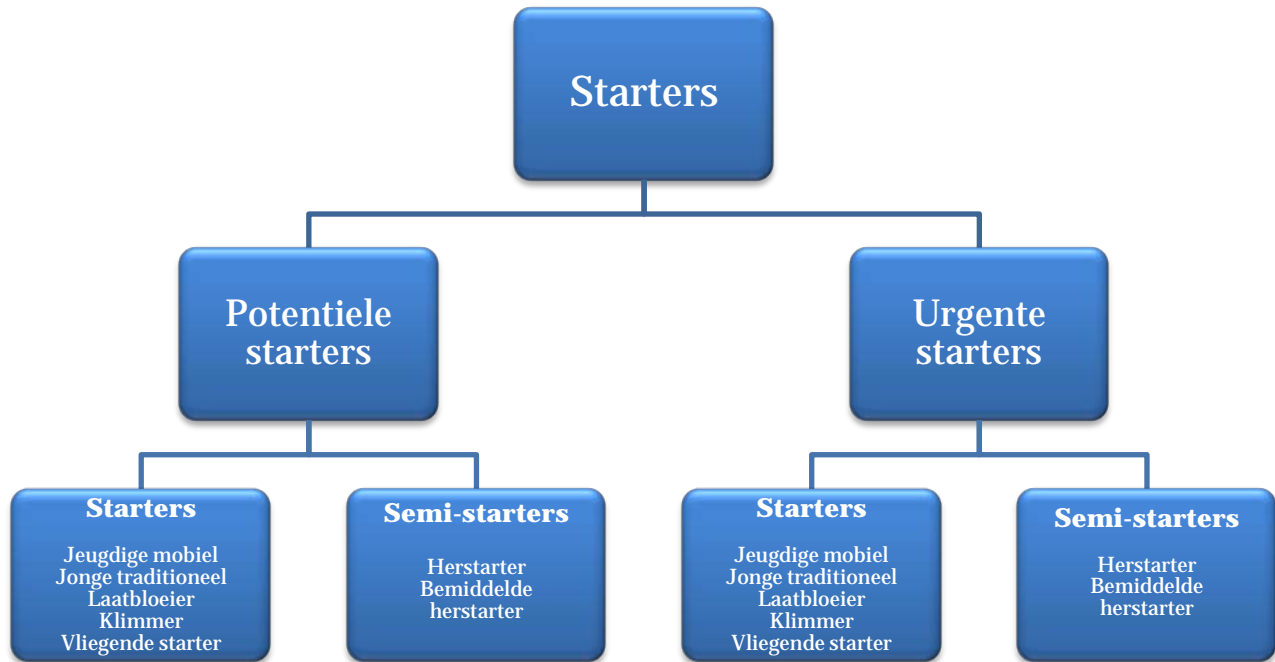 Starters
Potentiele
starters
Urgente
starters
Starters
Jeugdige mobiel
Jonge traditioneel
Laatbloeier
Klimmer
Vliegende starter
Semi-starters
Herstarter
Bemiddelde
herstarter
Starters
Jeugdige mobiel
Jonge traditioneel
Laatbloeier
Klimmer
Vliegende starter
Semi-starters
Herstarter
Bemiddelde
herstarter